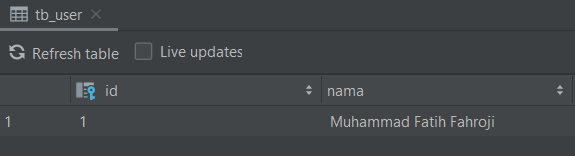 tb_user
Refresh table Live updates
id nama
1 1 Muhammad Fatih Fahroji